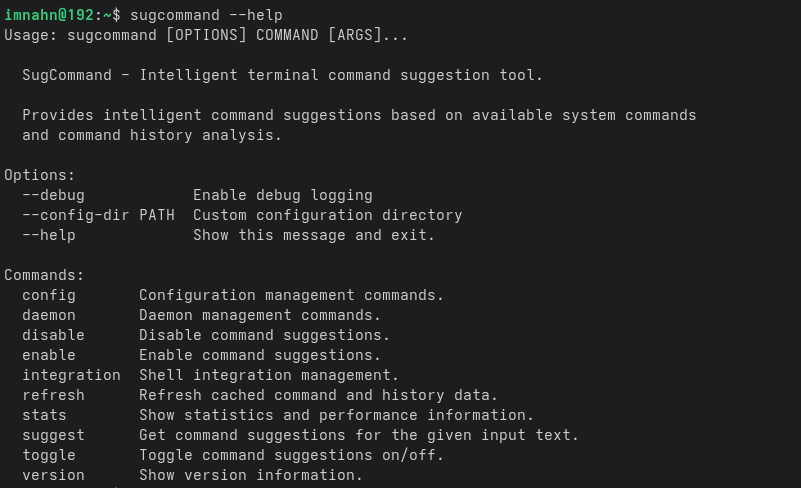 imnahn@192:~$ sugcommand --help
Usage: sugcommand [OPTIONS] COMMAND [ARGS]...
SugCommand - Intelligent terminal command suggestion tool.
Provides intelligent command suggestions based on available system commands
and command history analysis.
Options:
--debug Enable debug logging
--config-dir PATH Custom configuration directory
--help Show this message and exit.
Commands:
config Configuration management commands.
daemon Daemon management commands.
disable Disable command suggestions.
enable Enable command suggestions.
integration Shell integration management.
refresh Refresh cached command and history data.
stats Show statistics and performance information.
suggest Get command suggestions for the given input text.
toggle Toggle command suggestions on/off.
version Show version information.